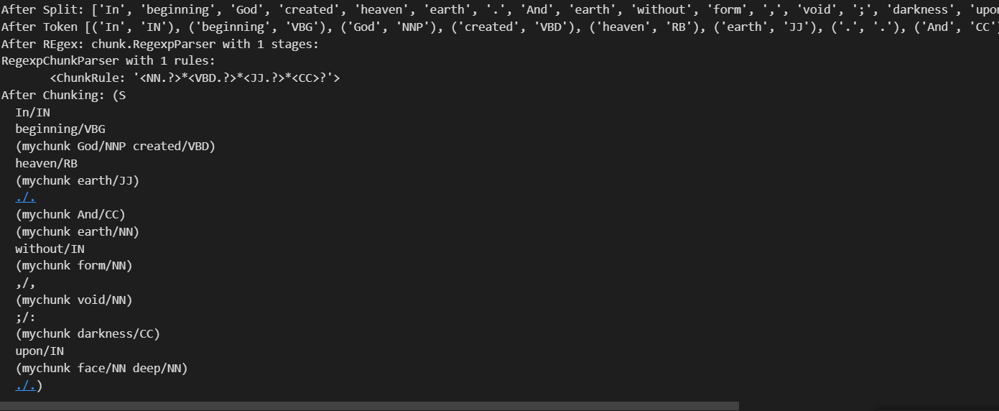 After Split: ['In', 'beginning', 'God', 'created', 'heaven', 'earth', '.', 'And', 'earth', 'without', 'form', ',', 'void', ';', 'darkness', 'upo
After Token [('In', 'IN'), ('beginning', 'VBG'), ('God', 'NNP'), ('created', 'VBD'), ('heaven', 'RB'), ('earth', 'JJ'), ('.', '.'), ('And', 'CC')
After REgex: chunk.RegexpParser with 1 stages:
RegexpChunkParser with 1 rules:
       <ChunkRule: '<NN.?>*<VBD.?>*<JJ.?>*<CC>?'>
After Chunking: (S
  In/IN
  beginning/VBG
  (mychunk God/NNP created/VBD)
  heaven/RB
  (mychunk earth/JJ)
  ./.
  (mychunk And/CC)
  (mychunk earth/NN)
  without/IN
  (mychunk form/NN)
  ,/,
  (mychunk void/NN)
  ;/:
  (mychunk darkness/CC)
  upon/IN
  (mychunk face/NN deep/NN)
  ./.)